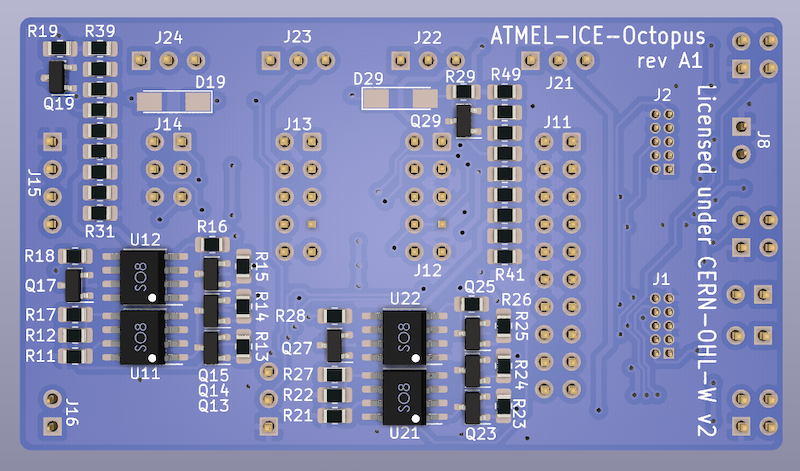 R19
R39
J24
J23
J22
ATMEL-ICE-Octopus
rev A1
Q19
D19
D29
R29
R49
J21
J2
J14
J13
Q29
J11
J8
J15
R31
Licensed under CERN-OHL-W v2
R16
U12
R18
Q17
SO8
R15
J12
R41
J1
R17
R14
Q25
R26
R28
U22
R25
R12
SO8
R13
Q27
SO8
R11
U11
Q15
Q14
Q13
R27
R24
R22
SO8
R23
R21
U21
Q23
J16